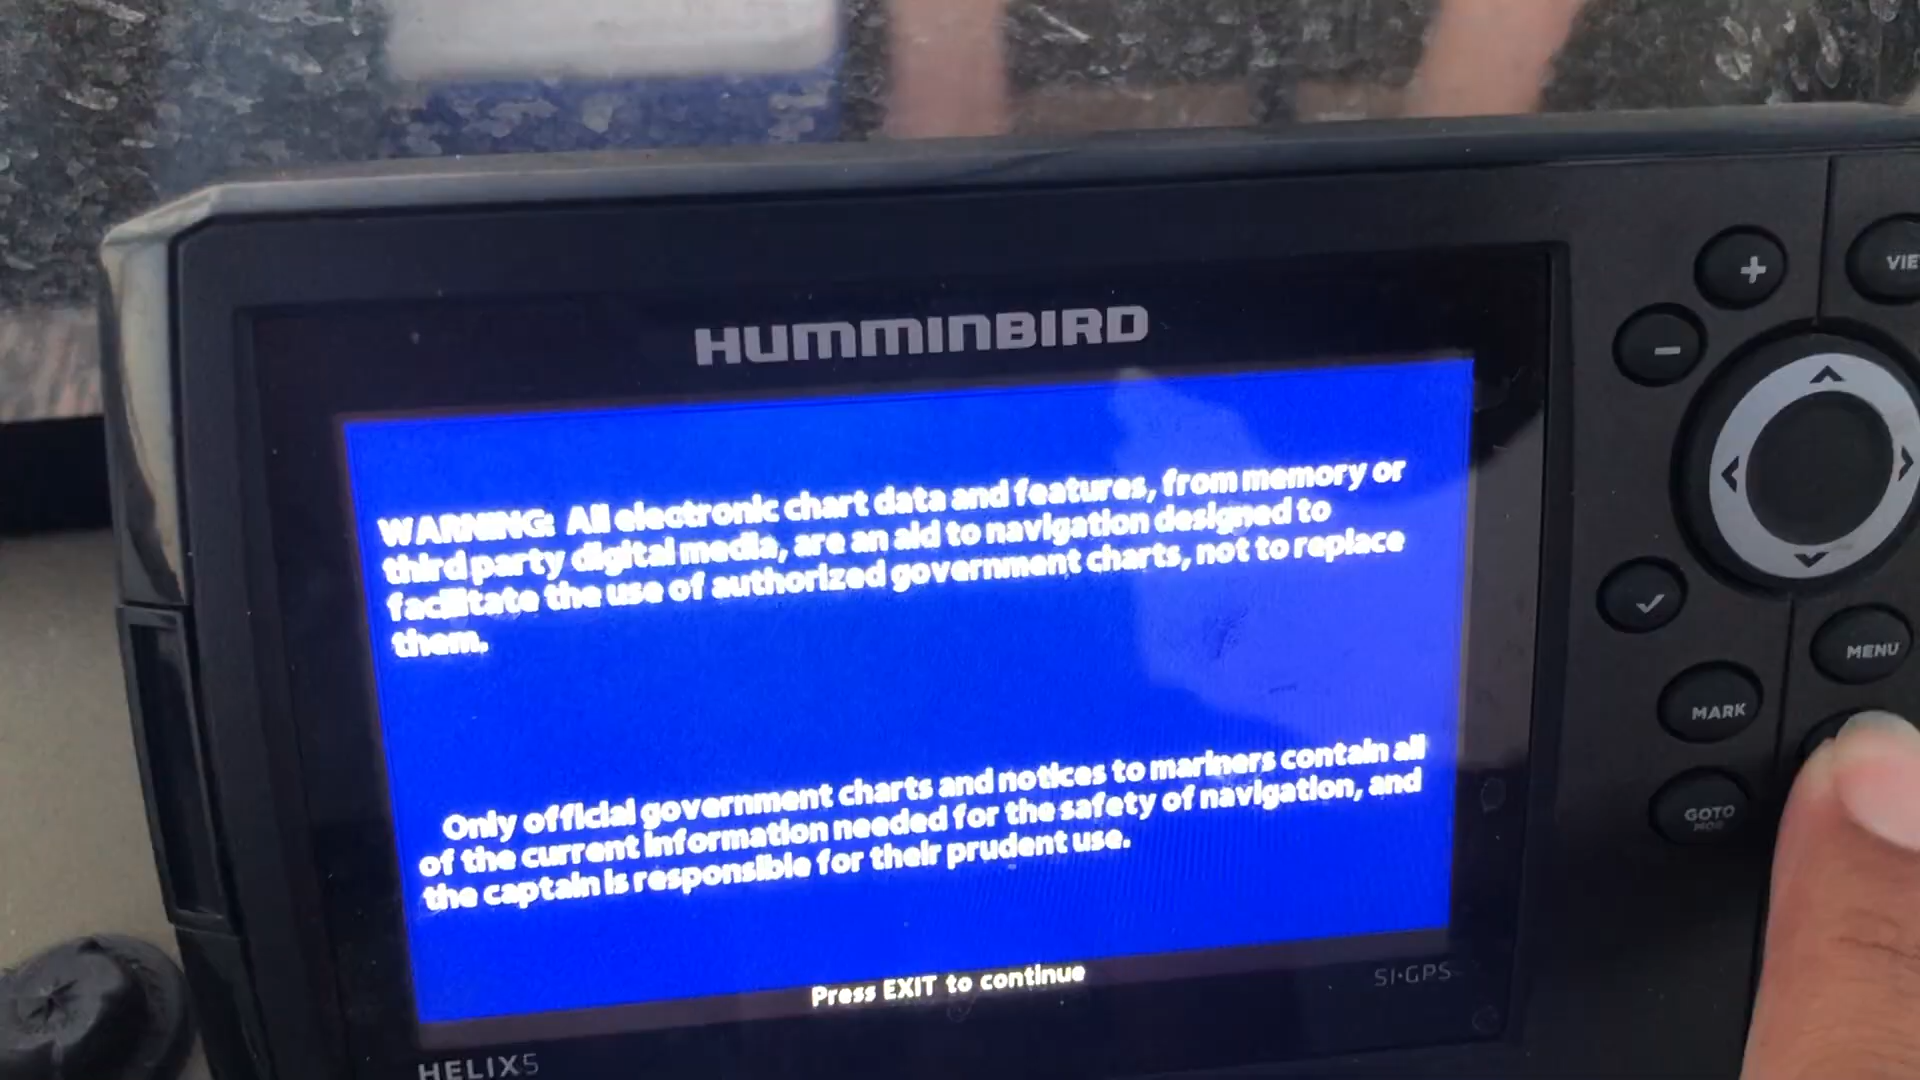 HUMMINBIRD
WARNING: All electronic chart data and features, from memory or
third party digital media, are an aid to navigation designed to
facilitate the use of authorized government charts, not to replace
them.
Only official government charts and notices to mariners contain all
of the current information needed for the safety of navigation, and
the captain is responsible for their prudent use.
Press EXIT to continue
SI·GPS
HELIX5
+
VIE
-
MENU
MARK
GOTO
MOB